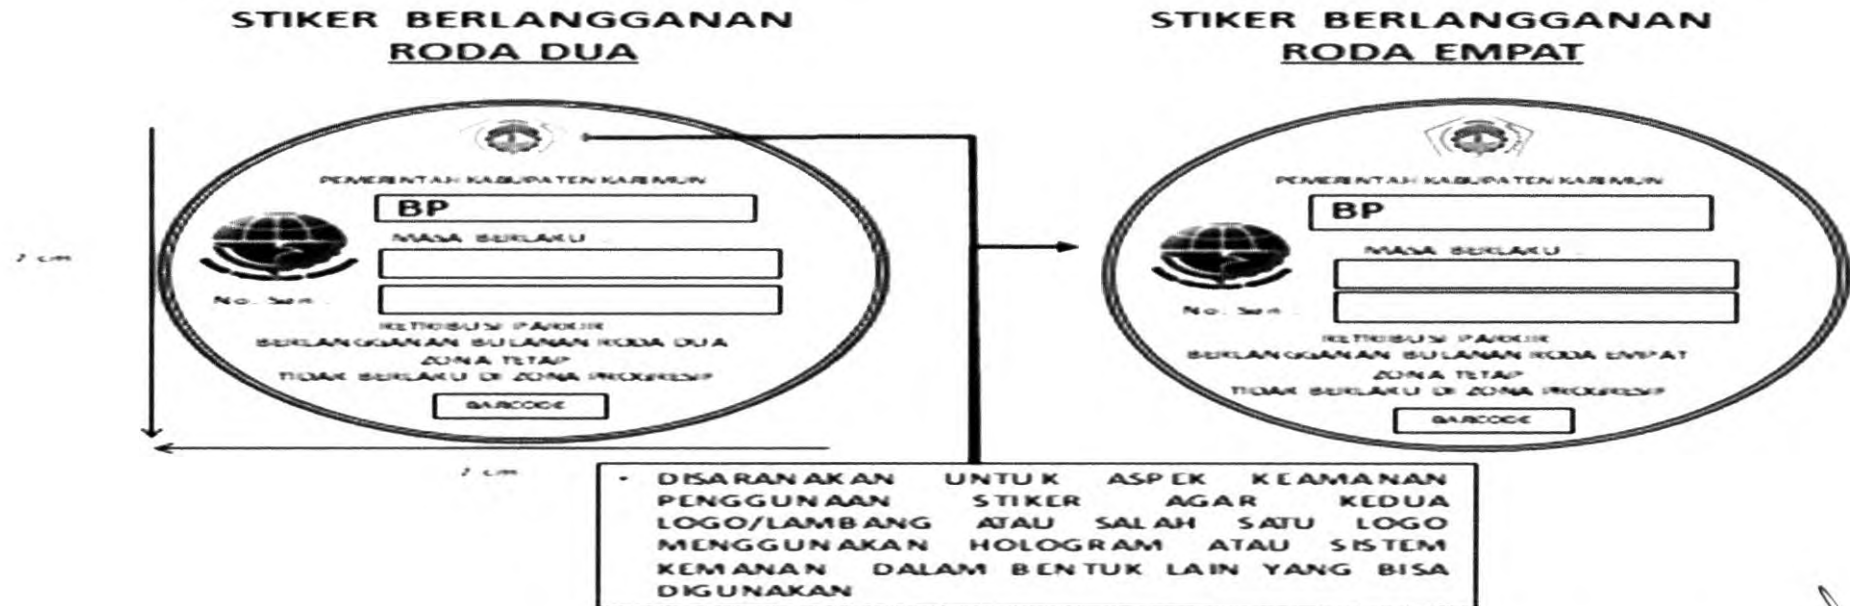 STIKER BERLANGGANAN
RODA DUA
PEMERINTAH KABUPATEN KARIMUN
BP
MASA BERLAKU :
No. Seri :
RETRIBUSI PARKIR
BERLANGGANAN BULANAN RODA DUA
ZONA TETAP
TIDAK BERLAKU DI ZONA PROGRESIF
BARCODE
7 cm
7 cm
STIKER BERLANGGANAN
RODA EMPAT
PEMERINTAH KABUPATEN KARIMUN
BP
MASA BERLAKU :
No. Seri :
RETRIBUSI PARKIR
BERLANGGANAN BULANAN RODA EMPAT
ZONA TETAP
TIDAK BERLAKU DI ZONA PROGRESIF
BARCODE
• DISARANAKAN UNTUK ASPEK KEAMANAN
PENGGUNAAN STIKER AGAR KEDUA
LOGO/LAMBANG ATAU SALAH SATU LOGO
MENGGUNAKAN HOLOGRAM ATAU SISTEM
KEMANAN DALAM BENTUK LAIN YANG BISA
DIGUNAKAN